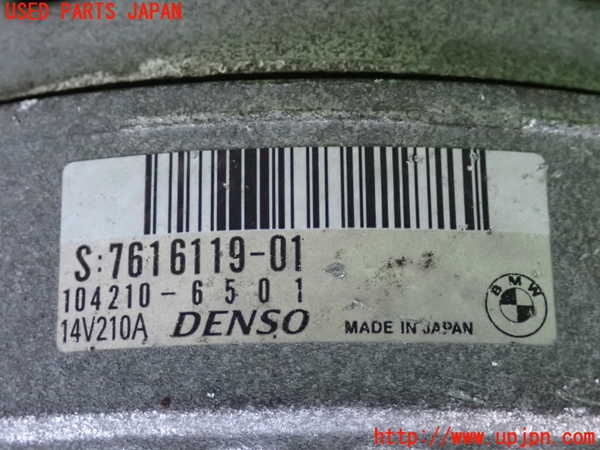 USED PARTS JAPAN
S:7616119-01
104210-6501
14V210A DENSO MADE IN JAPAN BMW
http://www.upjpn.com/